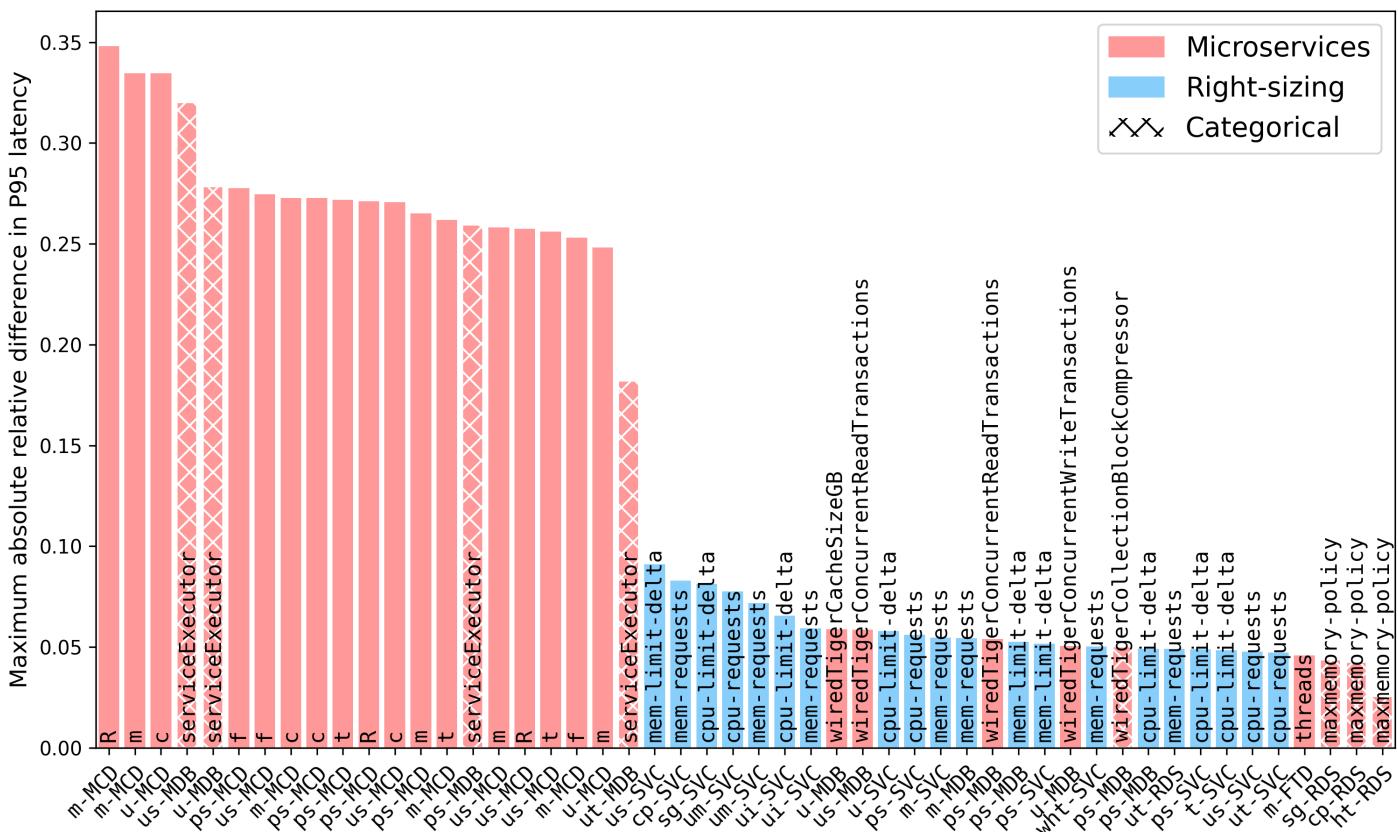 Maximum absolute relative difference in P95 latency
0.35
0.30
0.25
0.20
0.15
0.10
0.05
0.00
Microservices
Right-sizing
Categorical
R
m
c
serviceExecutor
serviceExecutor
f
f
c
c
t
R
c
m
t
serviceExecutor
m
R
t
f
m
serviceExecutor
mem-limit-delta
mem-requests
cpu-limit-delta
cpu-requests
mem-requests
cpu-limit-delta
mem-requests
wiredTigerCacheSizeGB
wiredTigerConcurrentReadTransactions
cpu-limit-delta
cpu-requests
mem-requests
mem-requests
wiredTigerConcurrentReadTransactions
mem-limit-delta
mem-limit-delta
wiredTigerConcurrentWriteTransactions
mem-requests
wiredTigerCollectionBlockCompressor
cpu-limit-delta
mem-requests
cpu-limit-delta
cpu-limit-delta
cpu-requests
cpu-requests
threads
maxmemory-policy
maxmemory-policy
maxmemory-policy
m-MCD
m-MCD
u-MCD
us-MDB
u-MDB
ps-MCD
us-MCD
m-MCD
us-MCD
ps-MCD
ps-MCD
us-MCD
ps-MCD
m-MCD
ps-MDB
us-MCD
us-MCD
us-MCD
m-MCD
u-MCD
ut-MDB
us-SVC
cp-SVC
sg-SVC
um-SVC
um-SVC
ui-SVC
ui-SVC
u-MDB
us-MDB
u-SVC
ps-SVC
m-SVC
m-MDB
ps-MDB
ps-MDB
ps-SVC
u-MDB
wht-SVC
ps-MDB
ps-MDB
ut-RDS
ps-SVC
t-SVC
us-SVC
ut-SVC
m-FTD
sg-RDS
cp-RDS
ht-RDS